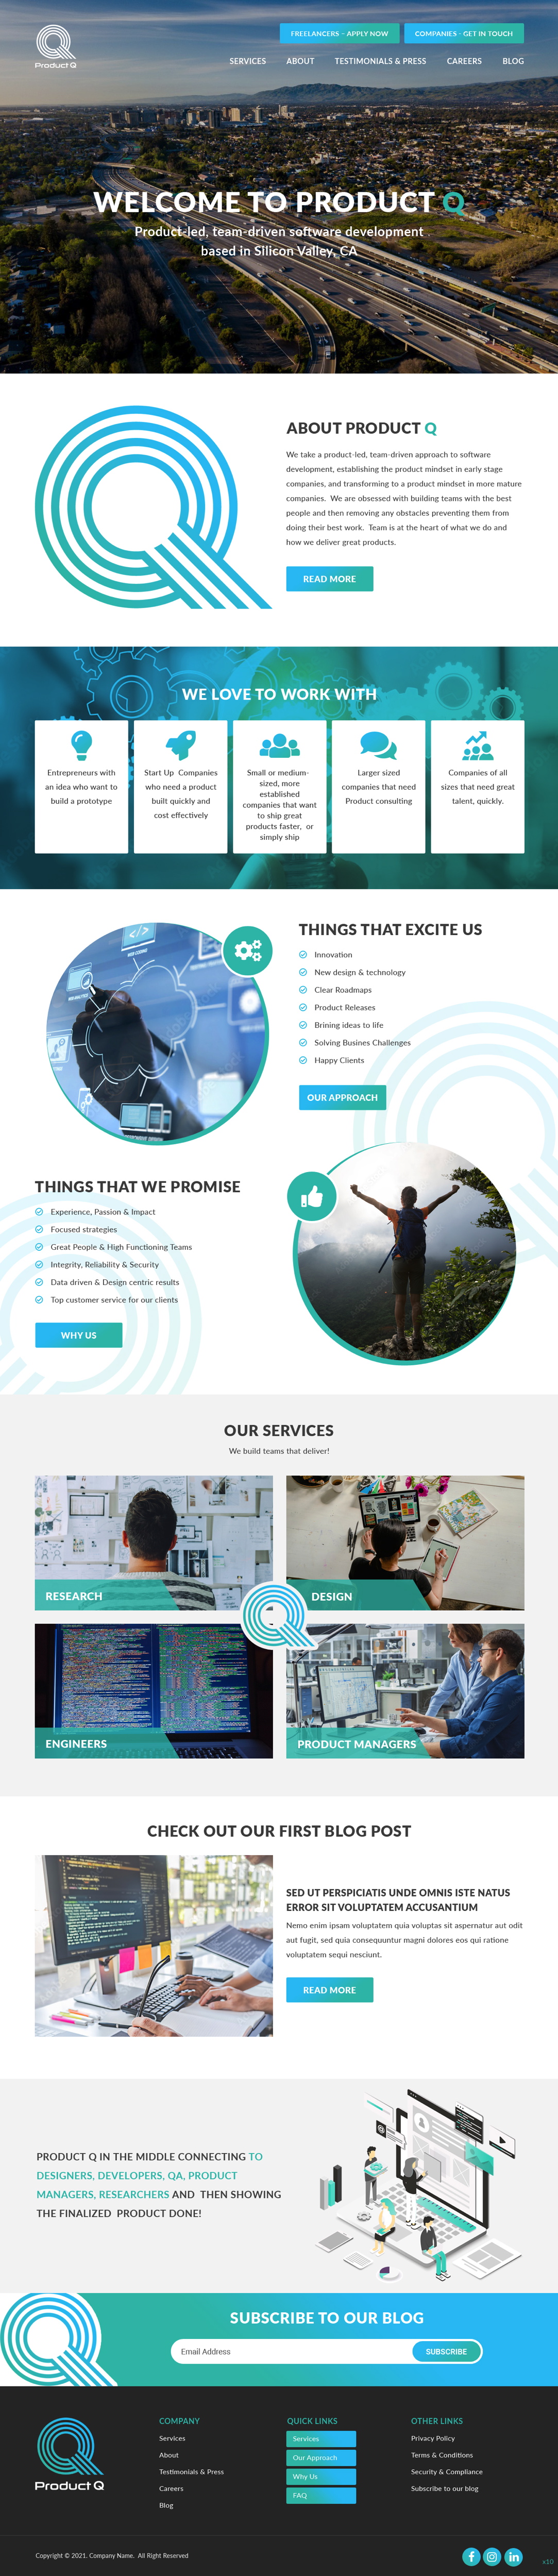 FREELANCERS - APPLY NOW
COMPANIES - GET IN TOUCH
Product Q
SERVICES ABOUT TESTIMONIALS & PRESS CAREERS BLOG
WELCOME TO PRODUCT Q
Product-led, team-driven software development
based in Silicon Valley, CA
ABOUT PRODUCT Q
We take a product-led, team-driven approach to software
development, establishing the product mindset in early stage
companies, and transforming to a product mindset in more mature
companies. We are obsessed with building teams with the best
people and then removing any obstacles preventing them from
doing their best work. Team is at the heart of what we do and
how we deliver great products.
READ MORE
WE LOVE TO WORK WITH
Entrepreneurs with
an idea who want to
build a prototype
Start Up Companies
who need a product
built quickly and
cost effectively
Small or medium-
sized, more
established
companies that want
to ship great
products faster, or
simply ship
Larger sized
companies that need
Product consulting
Companies of all
sizes that need great
talent, quickly.
THINGS THAT EXCITE US
Innovation
New design & technology
Clear Roadmaps
Product Releases
Brining ideas to life
Solving Busines Challenges
Happy Clients
OUR APPROACH
THINGS THAT WE PROMISE
Experience, Passion & Impact
Focused strategies
Great People & High Functioning Teams
Integrity, Reliability & Security
Data driven & Design centric results
Top customer service for our clients
WHY US
OUR SERVICES
We build teams that deliver!
RESEARCH
DESIGN
ENGINEERS
PRODUCT MANAGERS
CHECK OUT OUR FIRST BLOG POST
SED UT PERSPICIATIS UNDE OMNIS ISTE NATUS
ERROR SIT VOLUPTATEM ACCUSANTIUM
Nemo enim ipsam voluptatem quia voluptas sit aspernatur aut odit
aut fugit, sed quia consequuntur magni dolores eos qui ratione
voluptatem sequi nesciunt.
READ MORE
PRODUCT Q IN THE MIDDLE CONNECTING TO
DESIGNERS, DEVELOPERS, QA, PRODUCT
MANAGERS, RESEARCHERS AND THEN SHOWING
THE FINALIZED PRODUCT DONE!
SUBSCRIBE TO OUR BLOG
Email Address
SUBSCRIBE
Product Q
COMPANY
Services
About
Testimonials & Press
Careers
Blog
QUICK LINKS
Services
Our Approach
Why Us
FAQ
OTHER LINKS
Privacy Policy
Terms & Conditions
Security & Compliance
Subscribe to our blog
Copyright © 2021. Company Name. All Right Reserved
x10